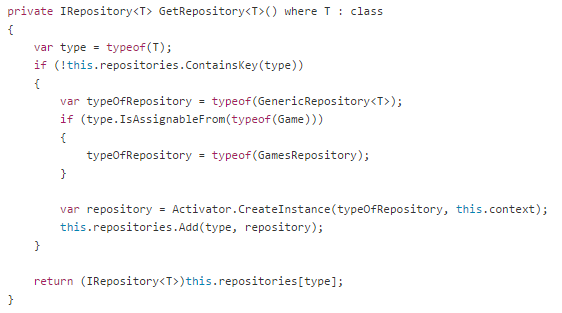 private IRepository<T> GetRepository<T>() where T : class
{
    var type = typeof(T);
    if (!this.repositories.ContainsKey(type))
    {
        var typeOfRepository = typeof(GenericRepository<T>);
        if (type.IsAssignableFrom(typeof(Game)))
        {
            typeOfRepository = typeof(GamesRepository);
        }

        var repository = Activator.CreateInstance(typeOfRepository, this.context);
        this.repositories.Add(type, repository);
    }

    return (IRepository<T>)this.repositories[type];
}